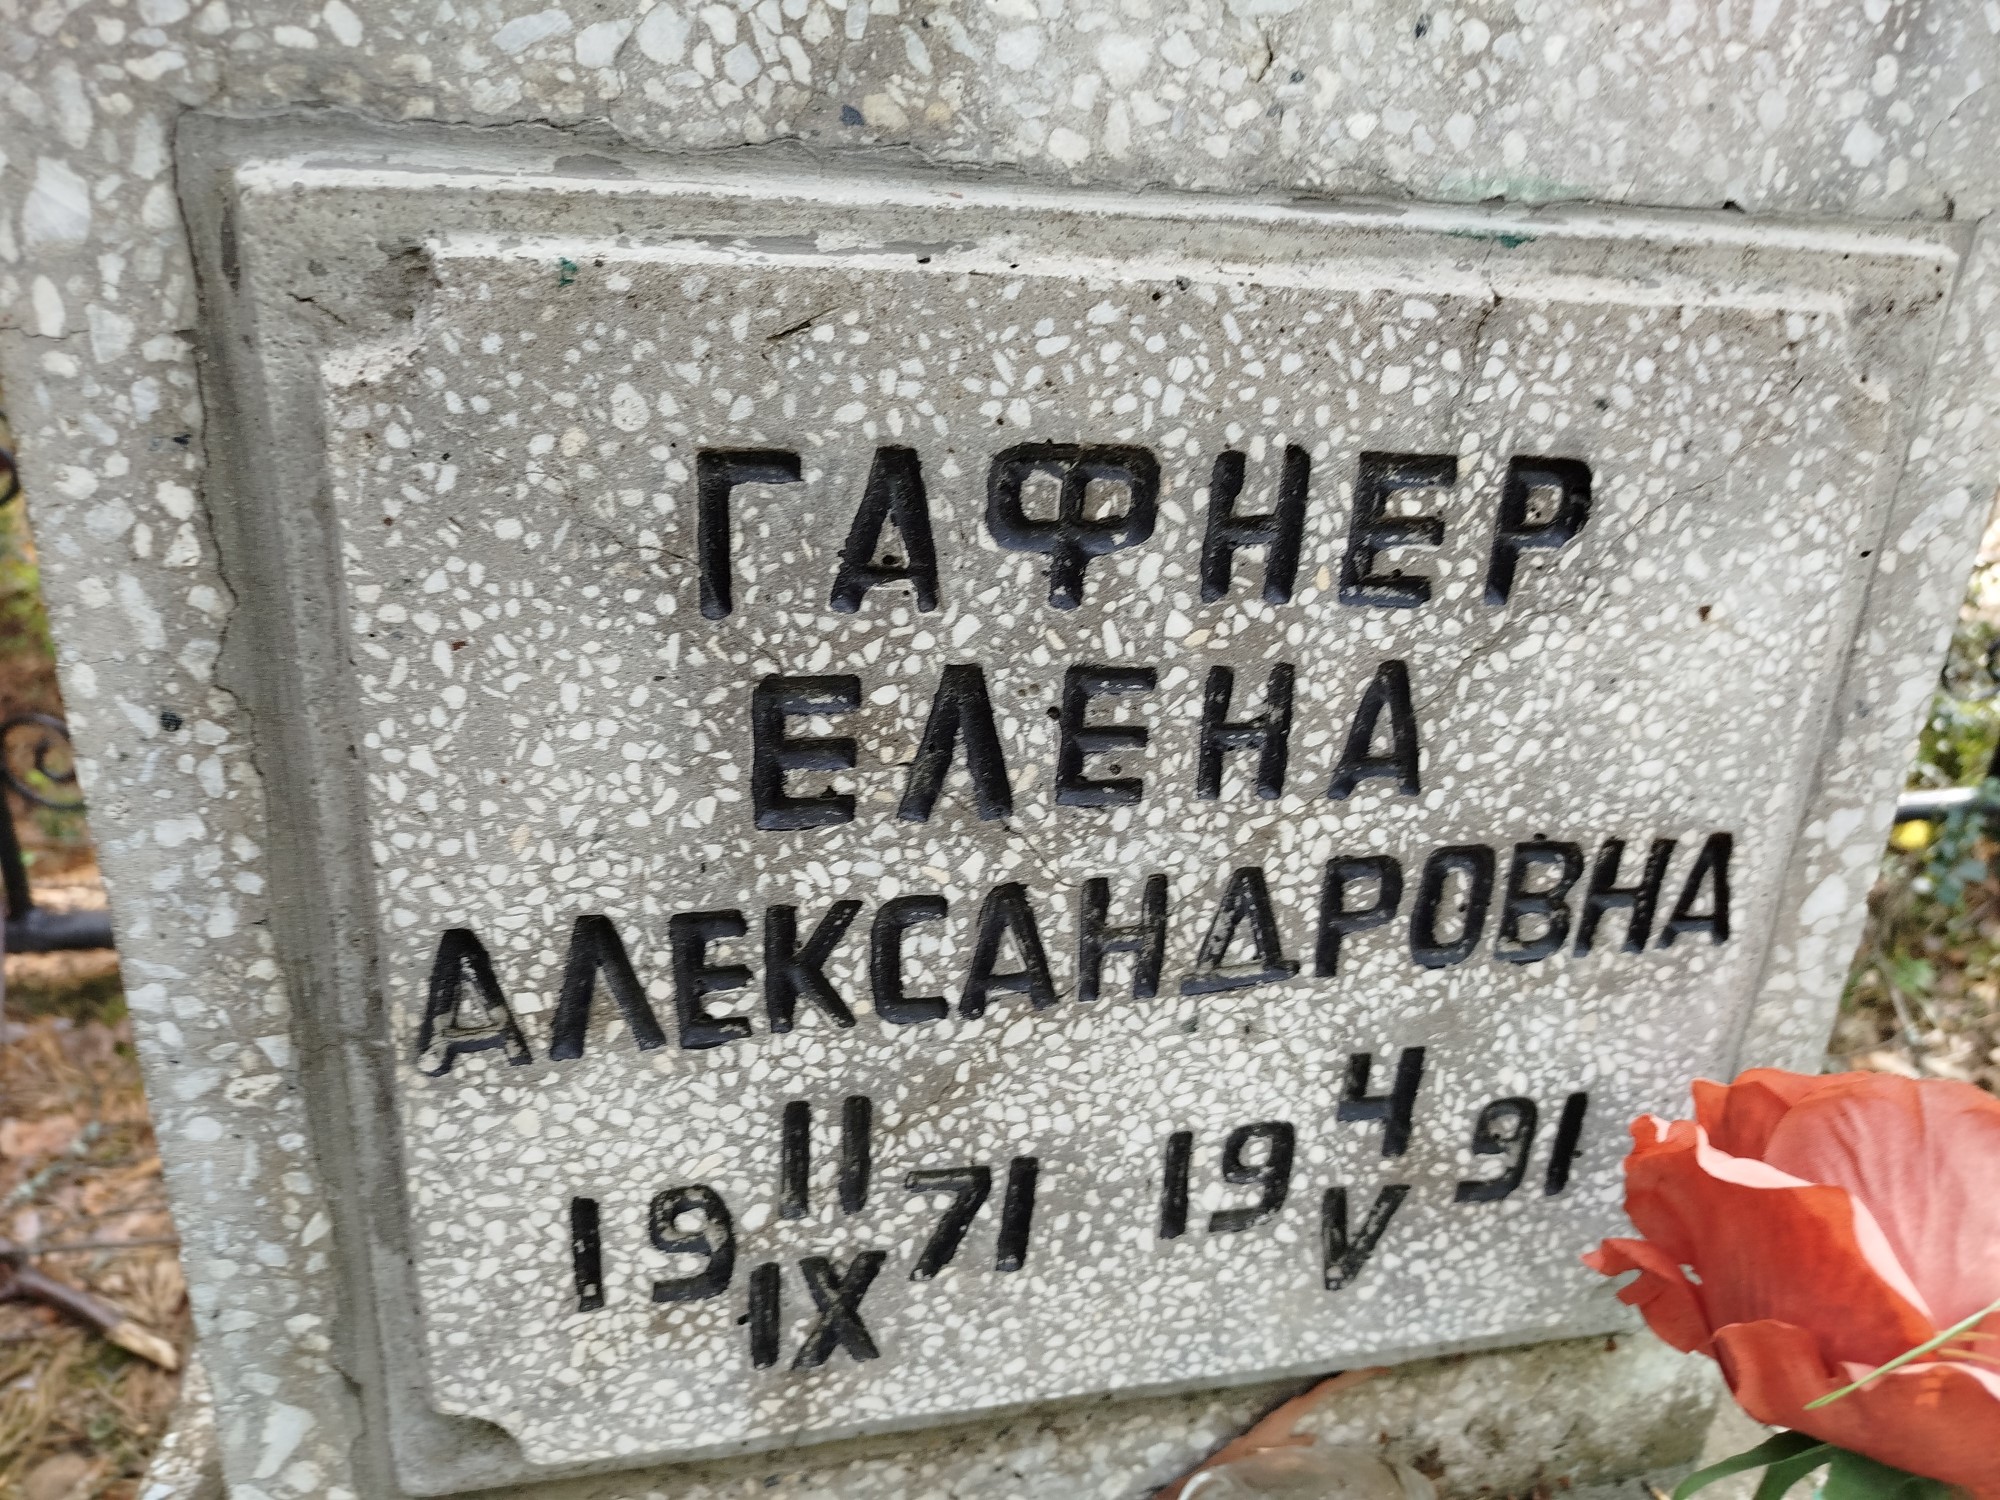 ГАФНЕР
ЕЛЕНА
АЛЕКСАНДРОВНА
19 11/IX 71 19 4/V 91